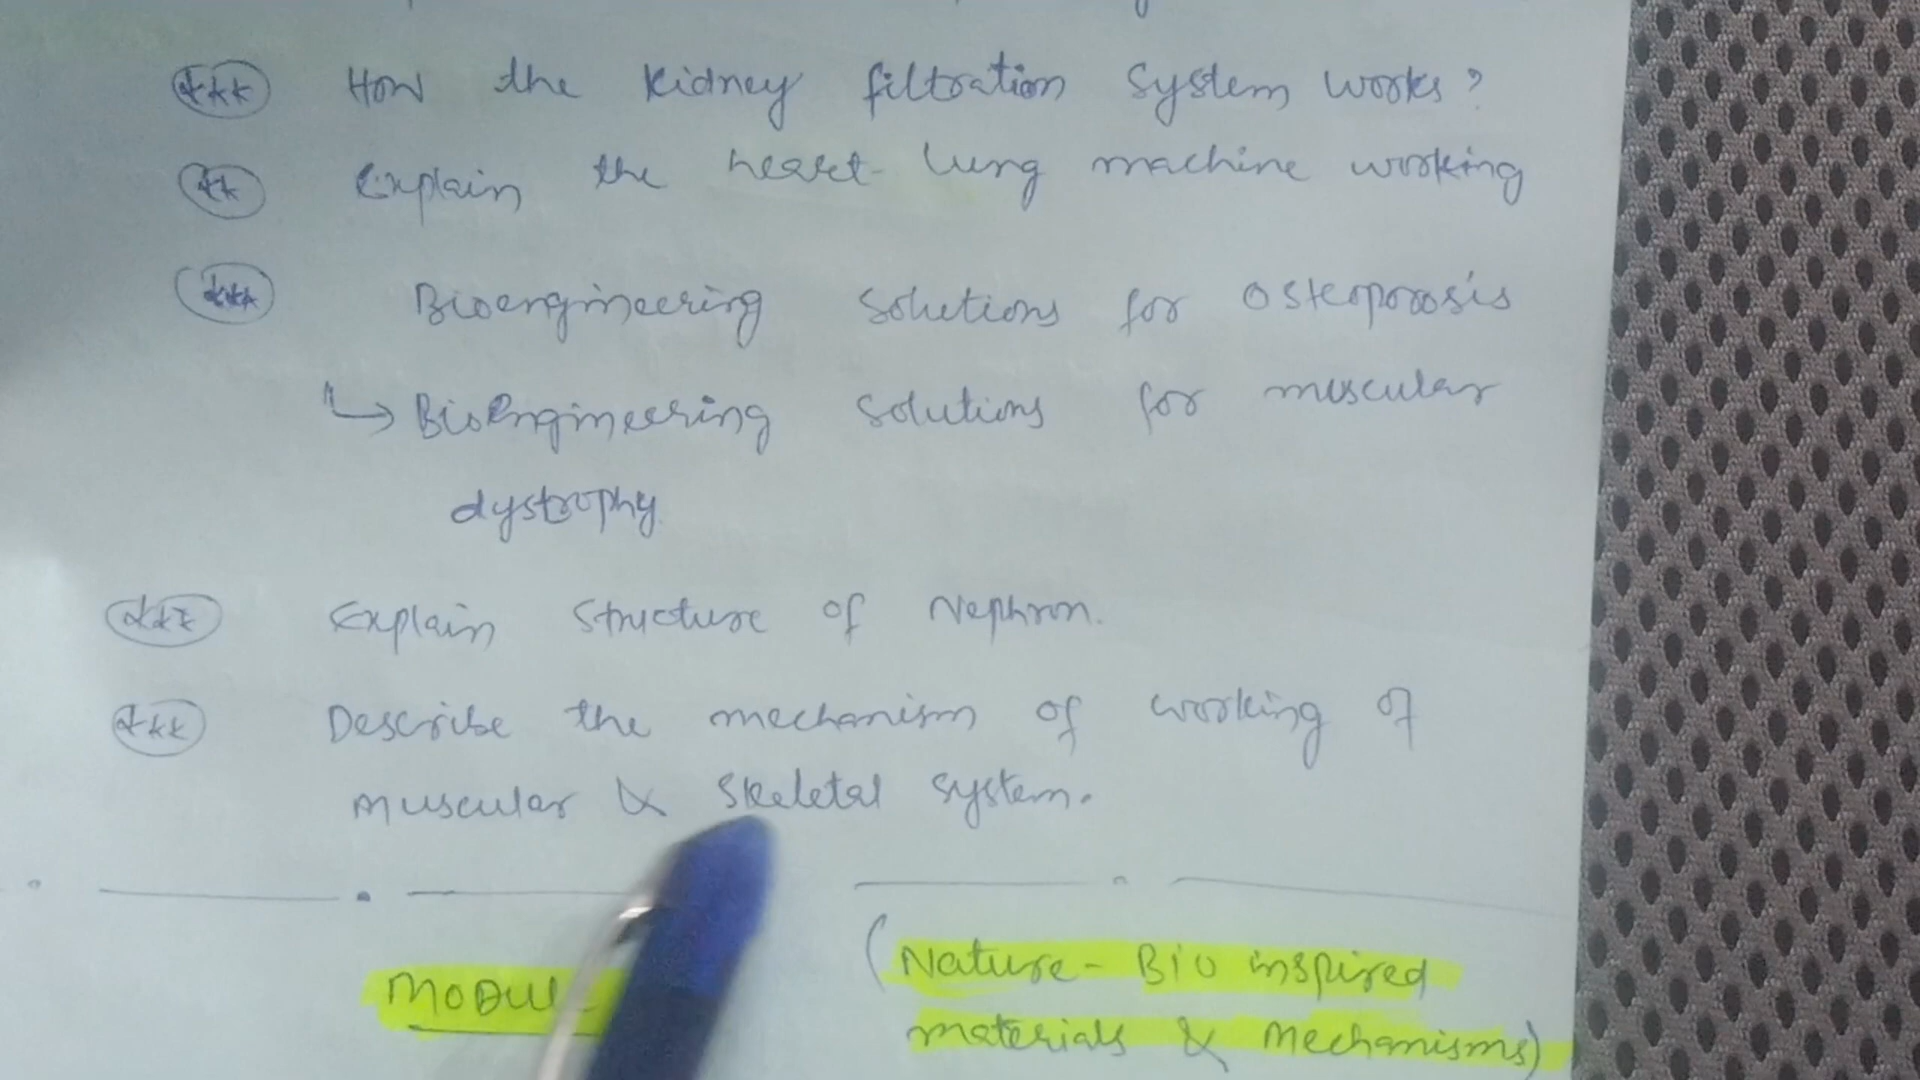 *** How the Kidney filtration System works?
** Explain the heart lung machine working
*** Bioengineering Solutions for Osteoporosis
↳ BioEngineering Solutions for muscular
dystrophy
*** Explain Structure of Nephron.
*** Describe the mechanism of working of
muscular & skeletal system.
(Nature - Bio inspired
materials & Mechanisms)